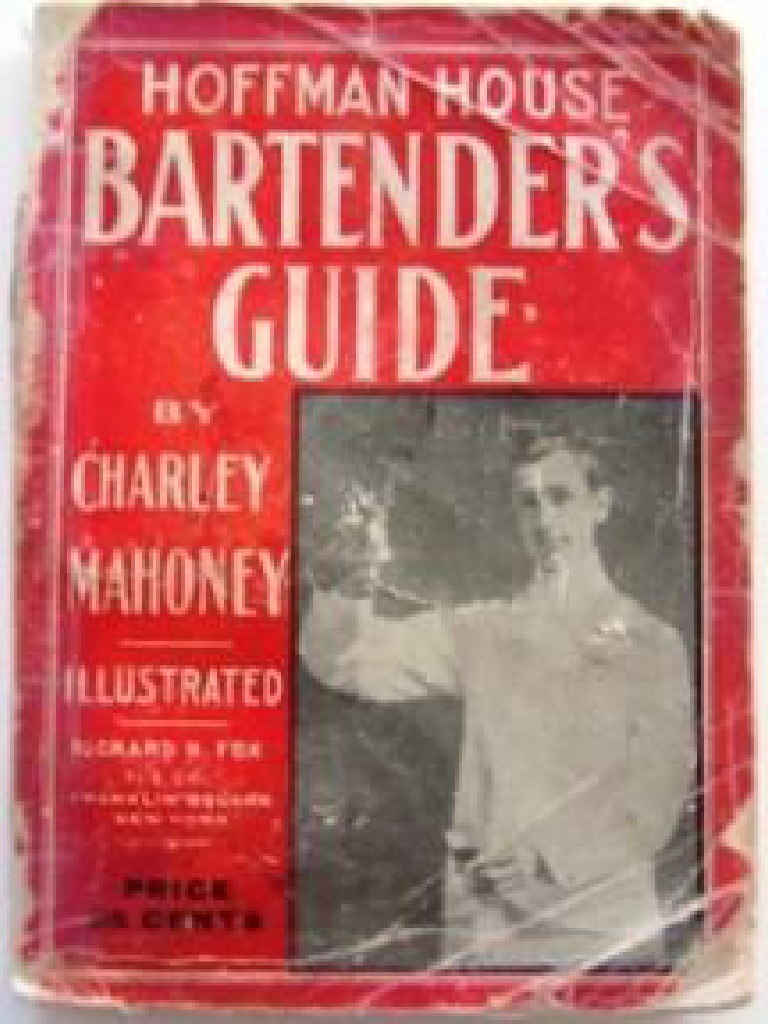 HOFFMAN HOUSE
BARTENDER'S
GUIDE
BY
CHARLEY
MAHONEY
ILLUSTRATED
RICHARD K. FOX
FRANKLIN SQUARE
NEW YORK
PRICE
CENTS